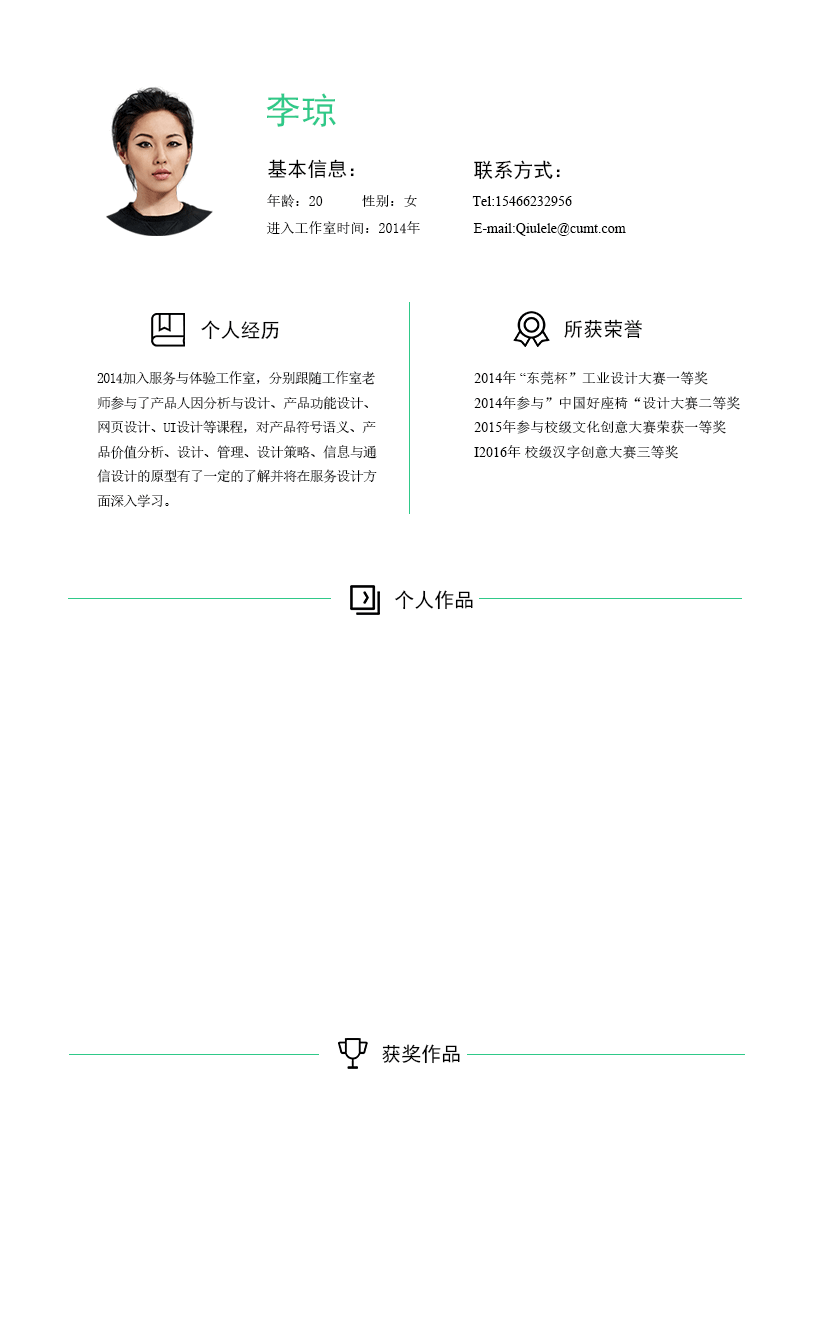 李琼
基本信息：
年龄：20 性别：女
进入工作室时间：2014年
联系方式：
Tel:15466232956
E-mail:Qiulele@cumt.com
个人经历
2014加入服务与体验工作室，分别跟随工作室老
师参与了产品人因分析与设计、产品功能设计、
网页设计、UI设计等课程，对产品符号语义、产
品价值分析、设计、管理、设计策略、信息与通
信设计的原型有了一定的了解并将在服务设计方
面深入学习。
所获荣誉
2014年 “东莞杯”工业设计大赛一等奖
2014年参与”中国好座椅“设计大赛二等奖
2015年参与校级文化创意大赛荣获一等奖
I2016年 校级汉字创意大赛三等奖
个人作品
获奖作品